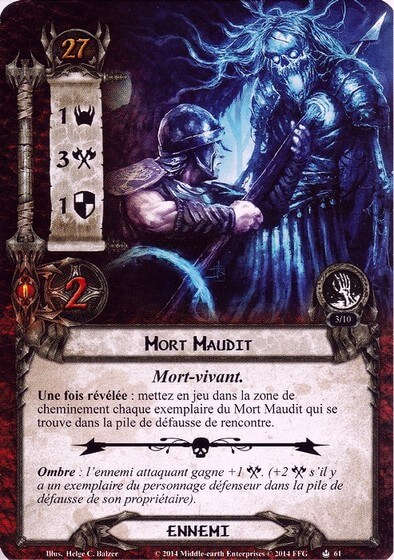 27
1
3
1
2
3/10
MORT MAUDIT
Mort-vivant.
Une fois révélée : mettez en jeu dans la zone de
cheminement chaque exemplaire du Mort Maudit qui se
trouve dans la pile de défausse de rencontre.
Ombre : l'ennemi attaquant gagne +1 . (+2 s'il y
a un exemplaire du personnage défenseur dans la pile de
défausse de son propriétaire).
ENNEMI
Illus. Helge C. Balzer © 2014 Middle-earth Enterprises © 2014 FFG 61